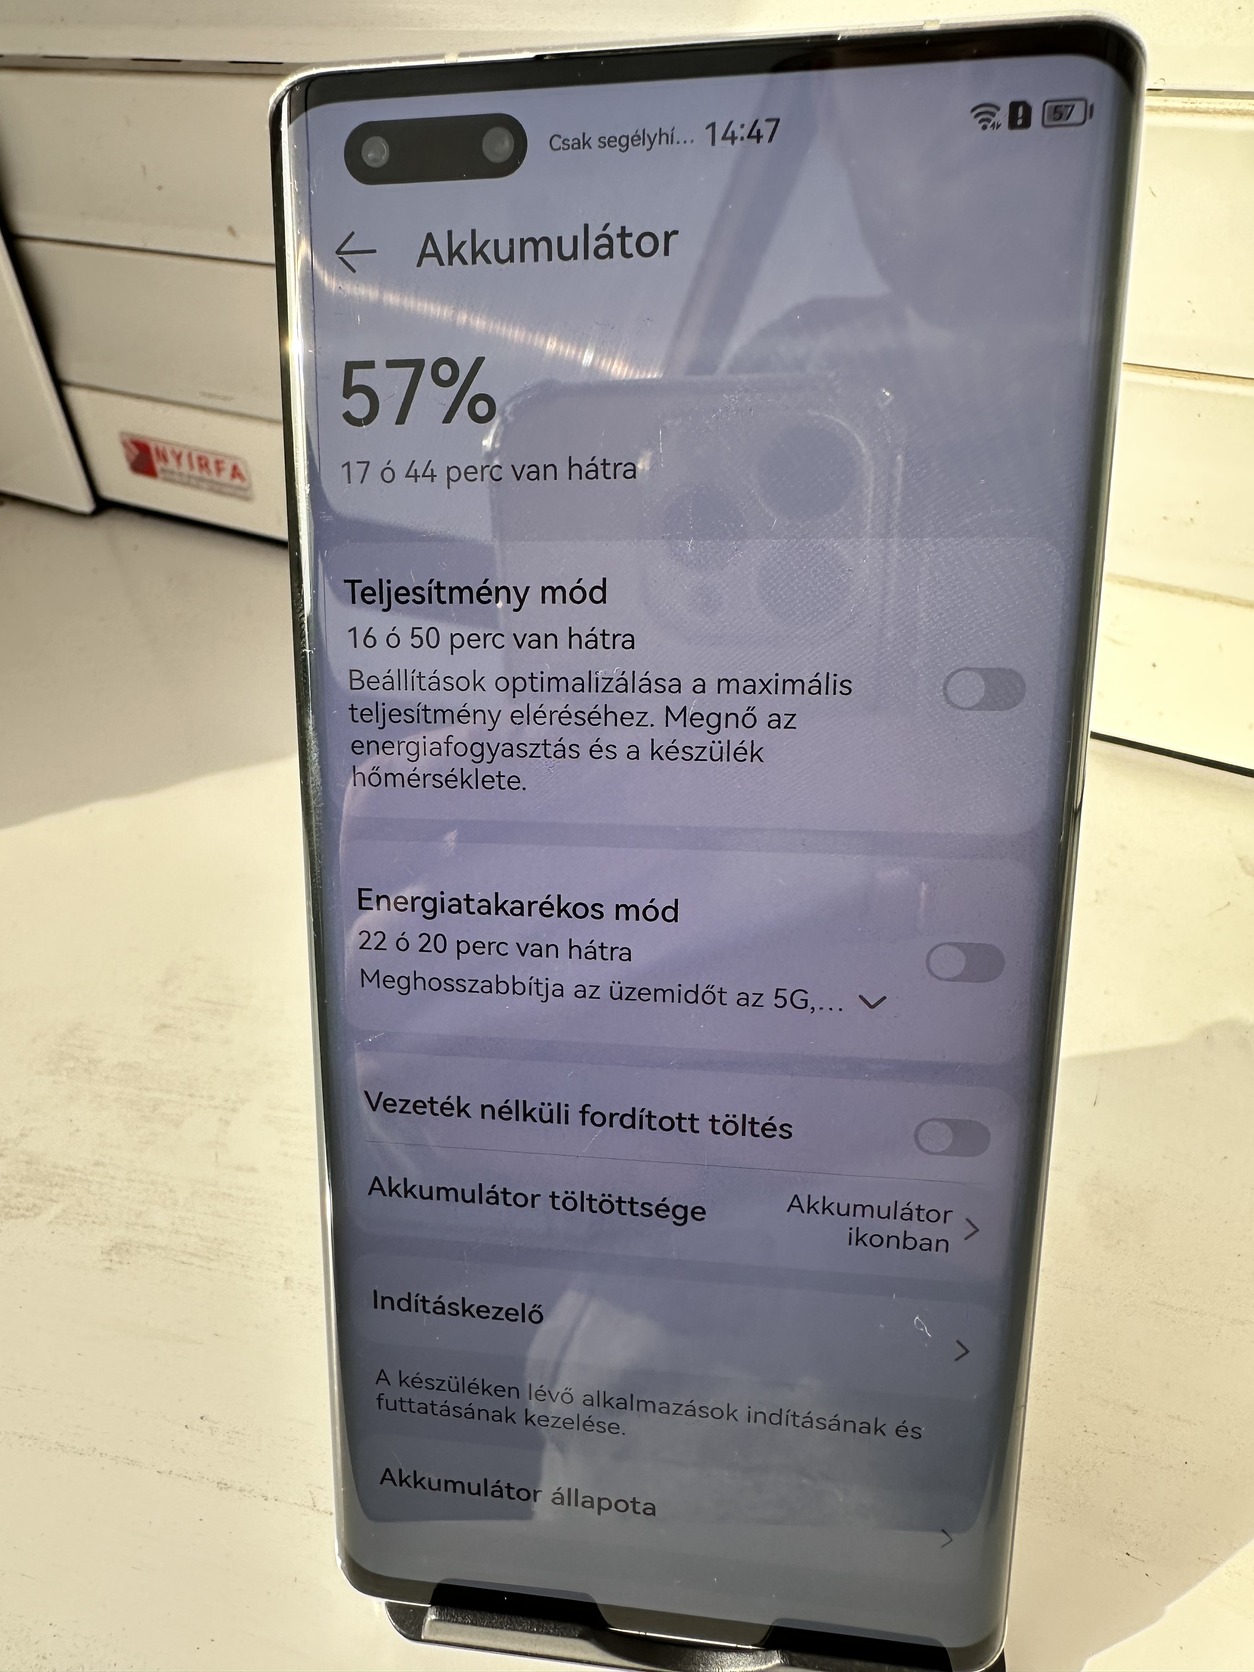 Csak segélyhí... 14:47 57
Akkumulátor
57%
17 ó 44 perc van hátra
Teljesítmény mód
16 ó 50 perc van hátra
Beállítások optimalizálása a maximális
teljesítmény eléréséhez. Megnő az
energiafogyasztás és a készülék
hőmérséklete.
Energiatakarékos mód
22 ó 20 perc van hátra
Meghosszabbítja az üzemidőt az 5G,...
Vezeték nélküli fordított töltés
Akkumulátor töltöttsége
Akkumulátor
ikonban
Indításkezelő
A készüléken lévő alkalmazások indításának és
futtatásának kezelése.
Akkumulátor állapota
NYÍRFA